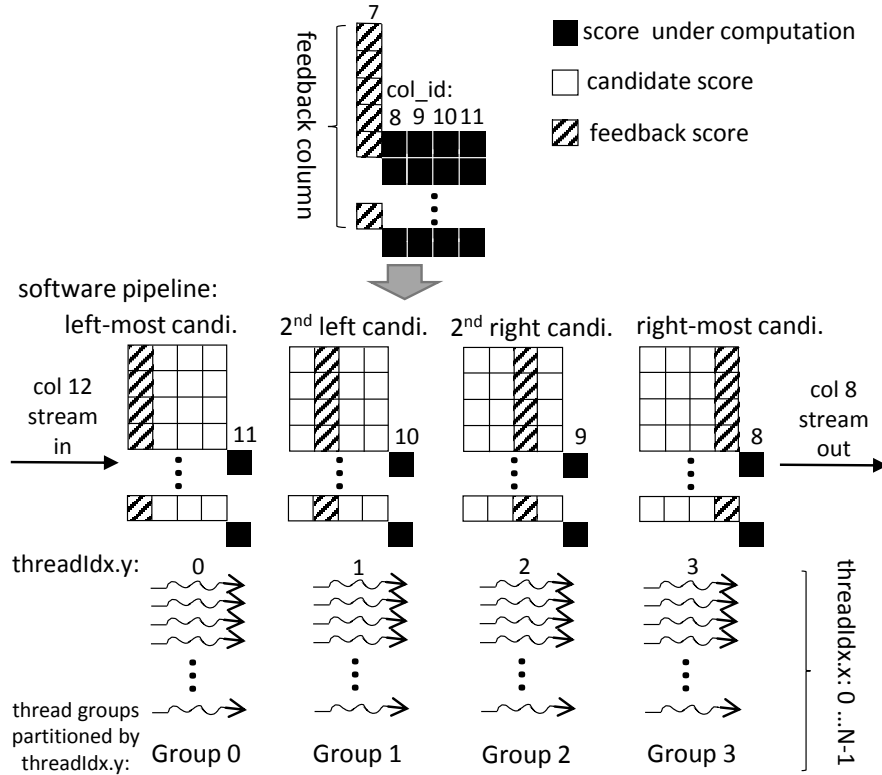 7
feedback column
col_id:
8 9 10 11
score under computation
candidate score
feedback score
software pipeline:
left-most candi.
2nd left candi.
2nd right candi.
right-most candi.
col 12
stream
in
11
10
9
8
col 8
stream
out
threadIdx.y:
0
1
2
3
threadIdx.x: 0 ...N-1
thread groups
partitioned by
threadIdx.y:
Group 0
Group 1
Group 2
Group 3